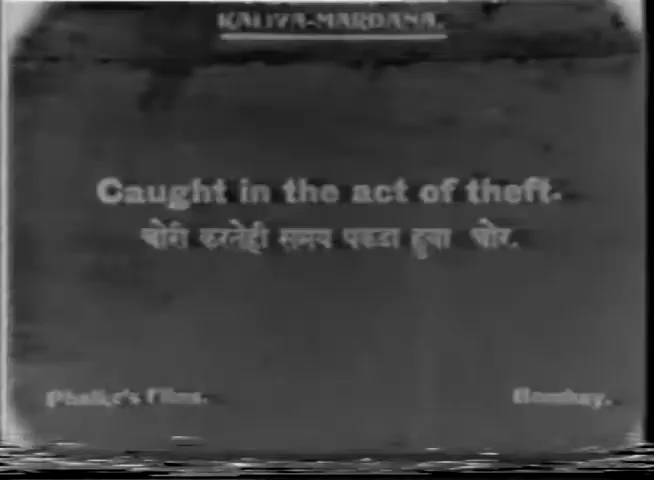 KALIYA-MARDANA.
Caught in the act of theft.
चोरी करतेही समय पकडा हुवा चोर.
Phalke's Films.
Bombay.